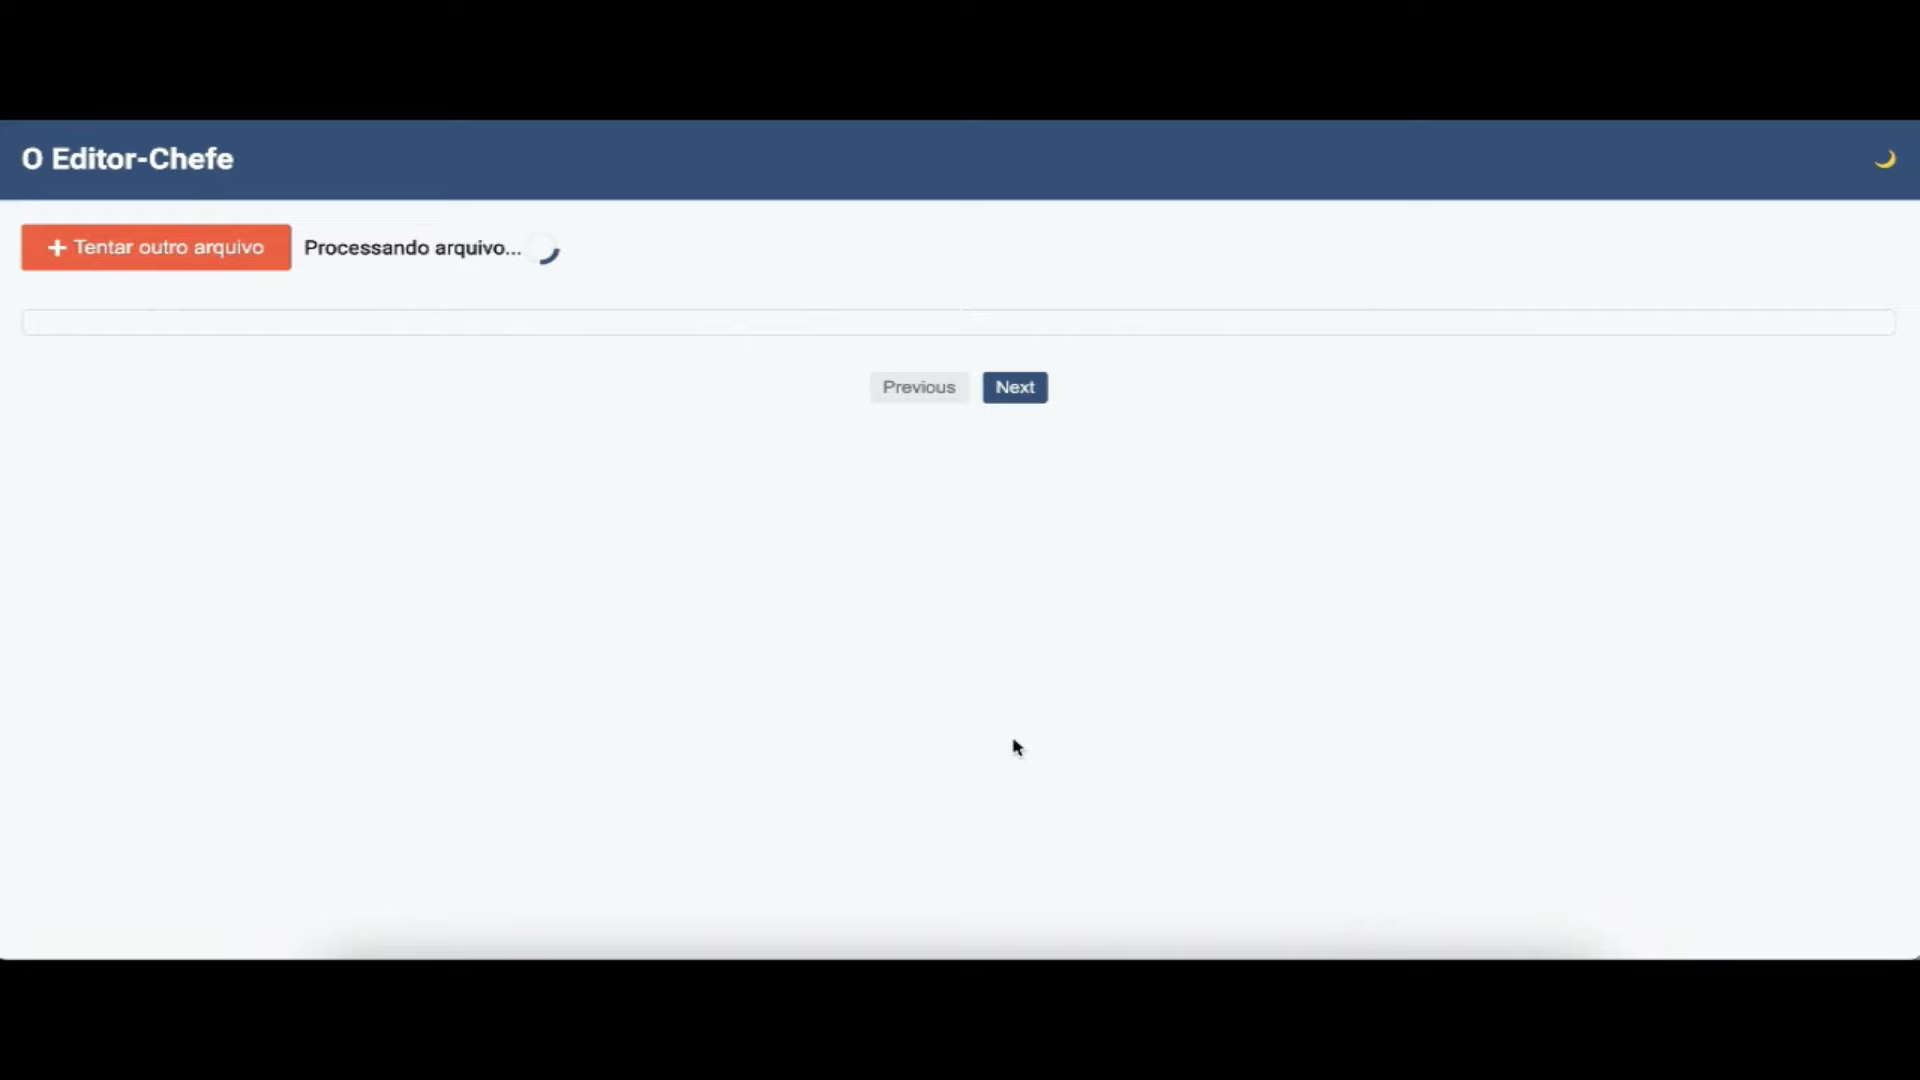 O Editor-Chefe
+ Tentar outro arquivo Processando arquivo...
Previous Next